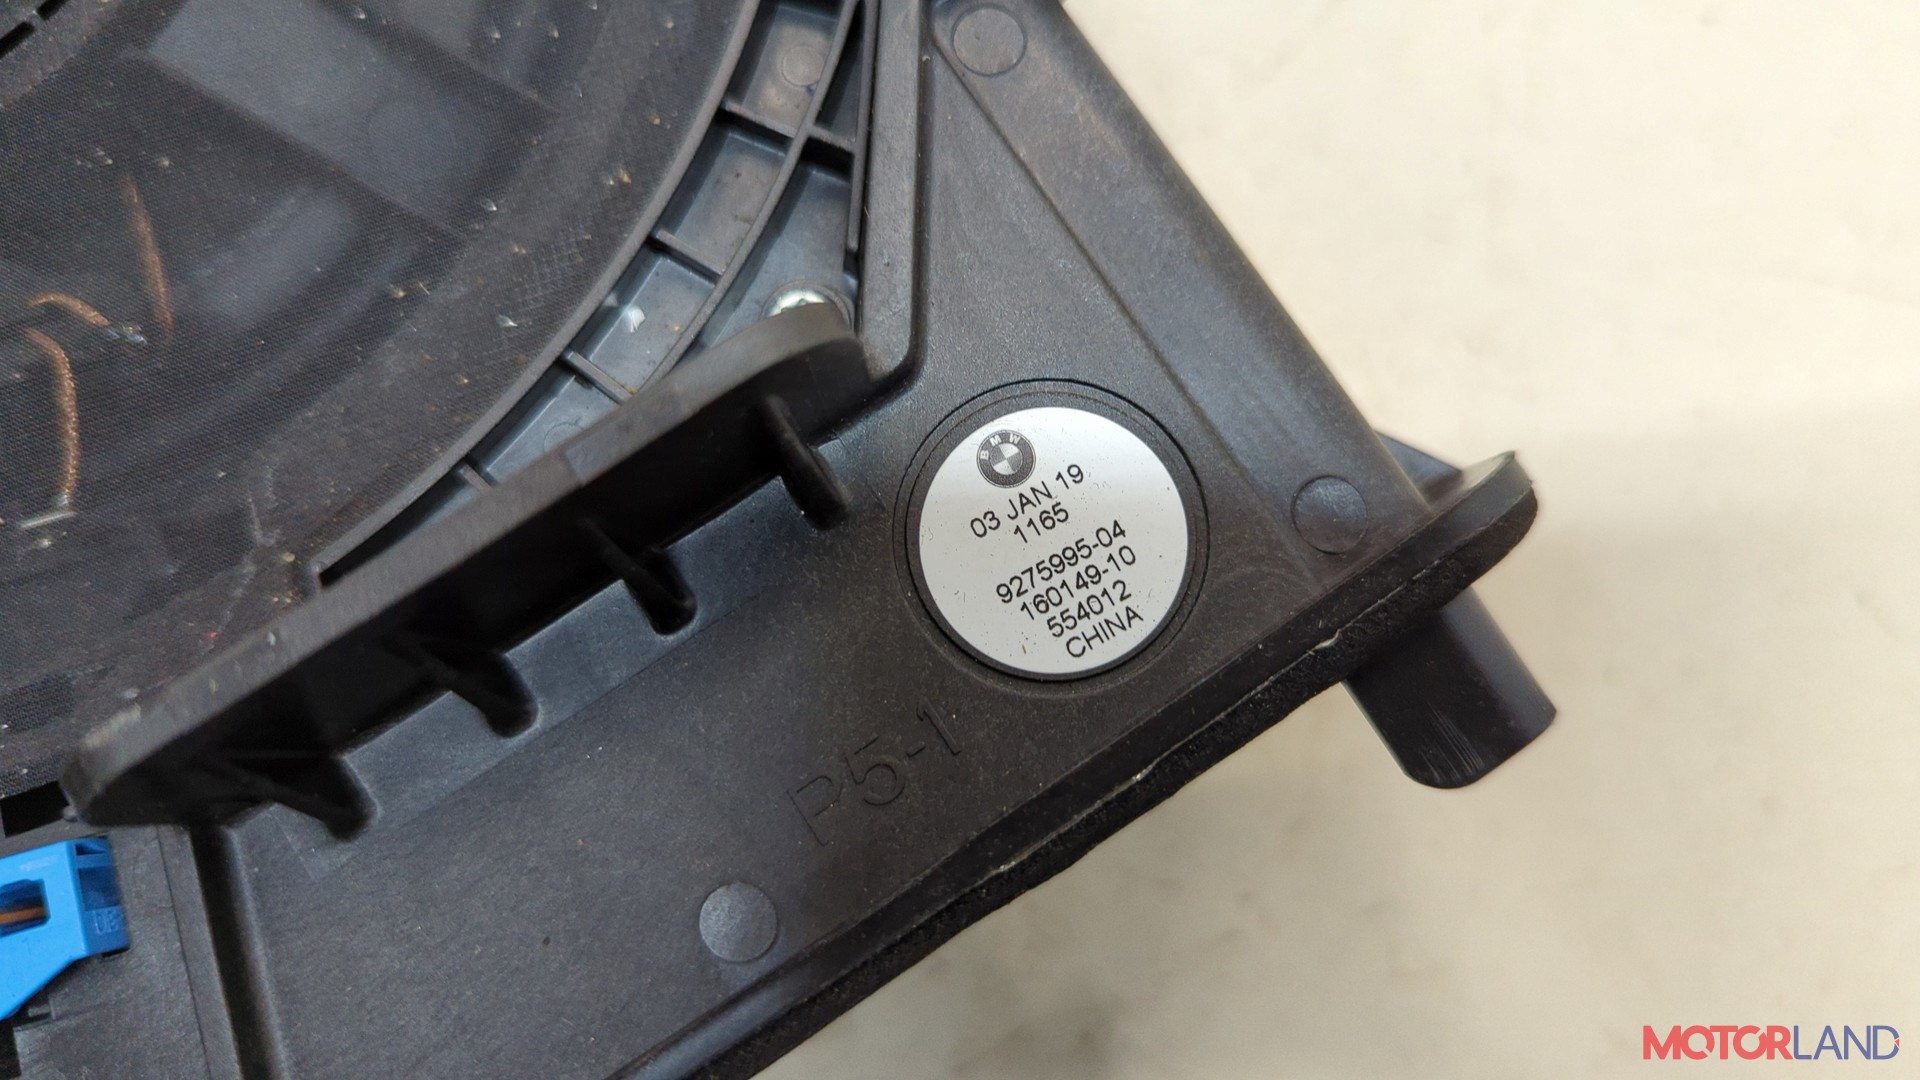 BMW
03 JAN 19
1165
9275995-04
160149-10
554012
CHINA
P5-1
MOTORLAND